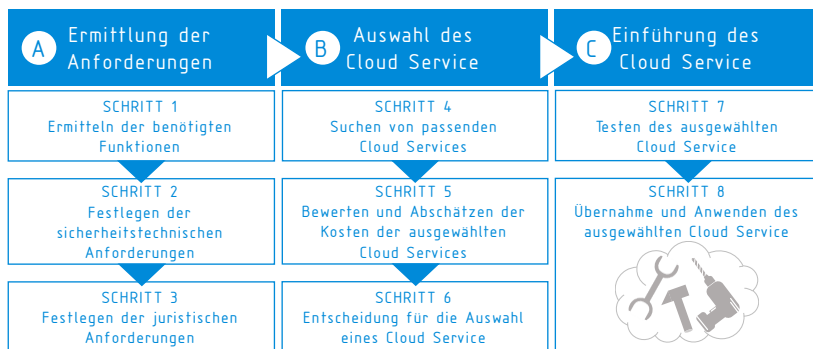 A
Ermittlung der
Anforderungen
SCHRITT 1
Ermitteln der benötigten
Funktionen
SCHRITT 2
Festlegen der
sicherheitstechnischen
Anforderungen
SCHRITT 3
Festlegen der juristischen
Anforderungen
B
Auswahl des
Cloud Service
SCHRITT 4
Suchen von passenden
Cloud Services
SCHRITT 5
Bewerten und Abschätzen der
Kosten der ausgewählten
Cloud Services
SCHRITT 6
Entscheidung für die Auswahl
eines Cloud Service
C
Einführung des
Cloud Service
SCHRITT 7
Testen des ausgewählten
Cloud Service
SCHRITT 8
Übernahme und Anwenden des
ausgewählten Cloud Service